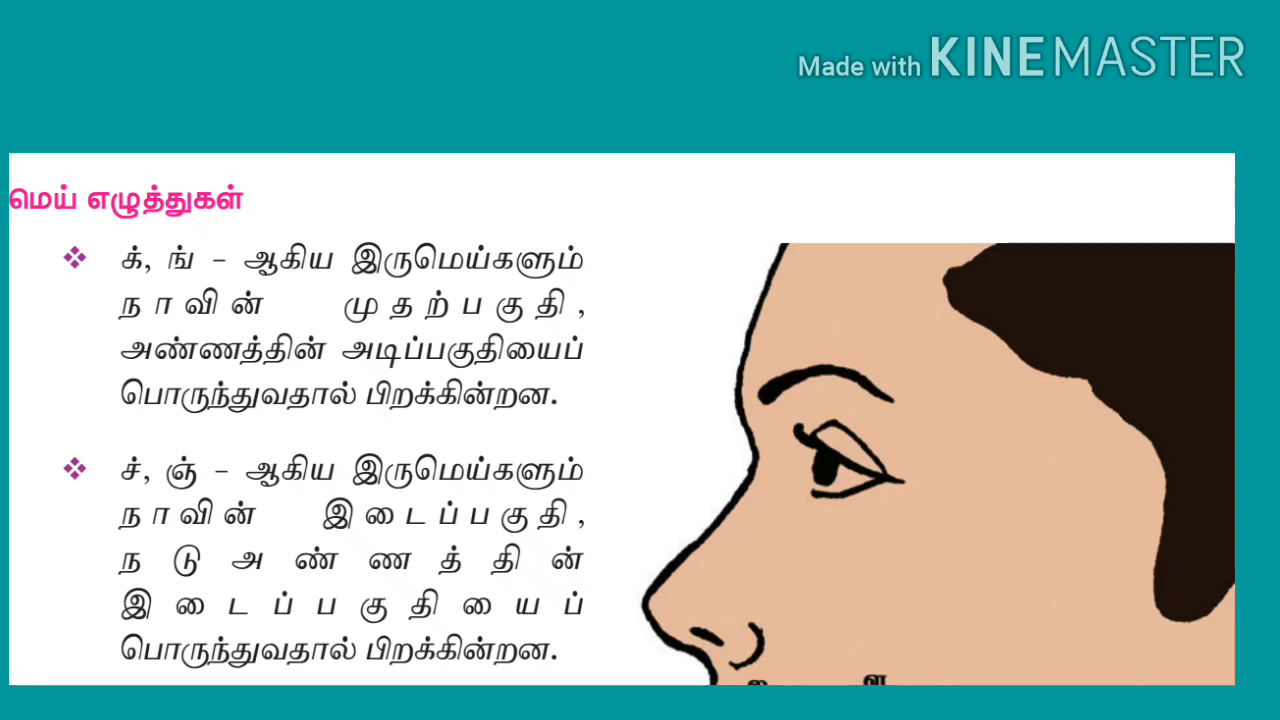 Made with KINEMASTER
மெய் எழுத்துகள்
❖ க், ங் – ஆகிய இருமெய்களும்
நாவின் முதற்பகுதி,
அண்ணத்தின் அடிப்பகுதியைப்
பொருந்துவதால் பிறக்கின்றன.
❖ ச், ஞ் – ஆகிய இருமெய்களும்
நாவின் இடைப்பகுதி,
நடுஅண்ணத்தின்
இடைப்பகுதியைப்
பொருந்துவதால் பிறக்கின்றன.